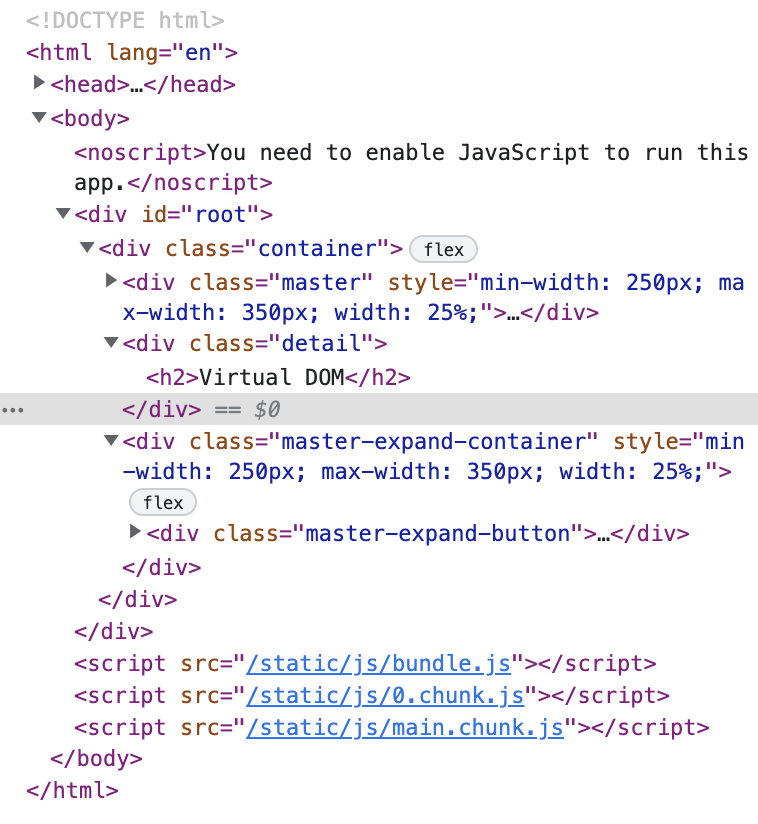 <!DOCTYPE html>
<html lang="en">
<head>…</head>
<body>
<noscript>You need to enable JavaScript to run this
app.</noscript>
<div id="root">
<div class="container"> flex
<div class="master" style="min-width: 250px; ma
x-width: 350px; width: 25%;">…</div>
<div class="detail">
<h2>Virtual DOM</h2>
</div> == $0
<div class="master-expand-container" style="min
-width: 250px; max-width: 350px; width: 25%;">
flex
<div class="master-expand-button">…</div>
</div>
</div>
</div>
<script src="/static/js/bundle.js"></script>
<script src="/static/js/0.chunk.js"></script>
<script src="/static/js/main.chunk.js"></script>
</body>
</html>